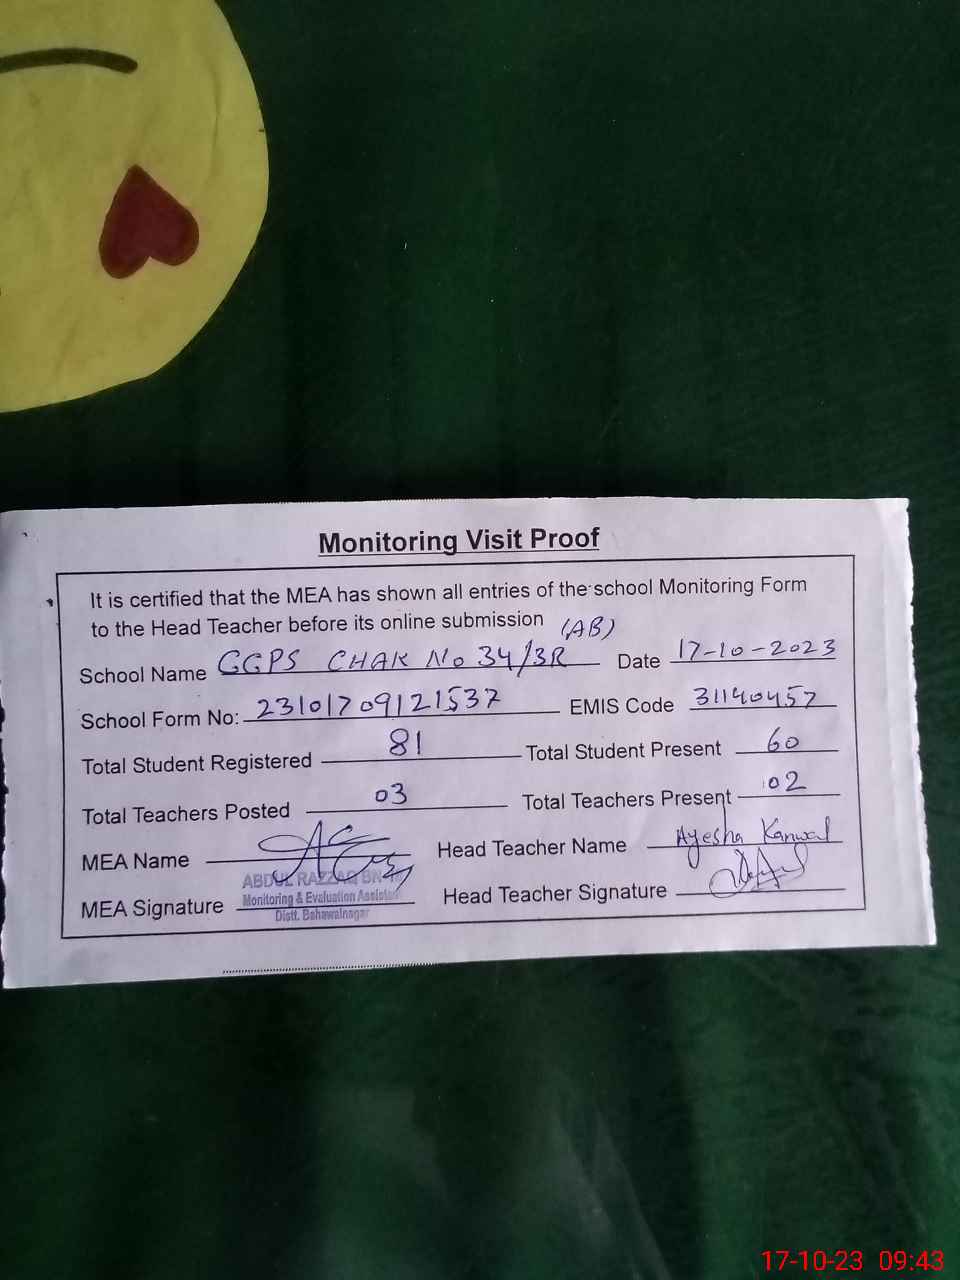 Monitoring Visit Proof
It is certified that the MEA has shown all entries of the school Monitoring Form
to the Head Teacher before its online submission
School Name GGPS CHAK No 34/3R (AB) Date 17-10-2023
School Form No: 23101709121537 EMIS Code 31140457
Total Student Registered 81 Total Student Present 60
Total Teachers Posted 03 Total Teachers Present 02
MEA Name Head Teacher Name Ayesha Kanwal
ABDUL RAZZAQ
MEA Signature Monitoring & Evaluation Assistant Head Teacher Signature
Distt. Bahawalnagar
17-10-23 09:43